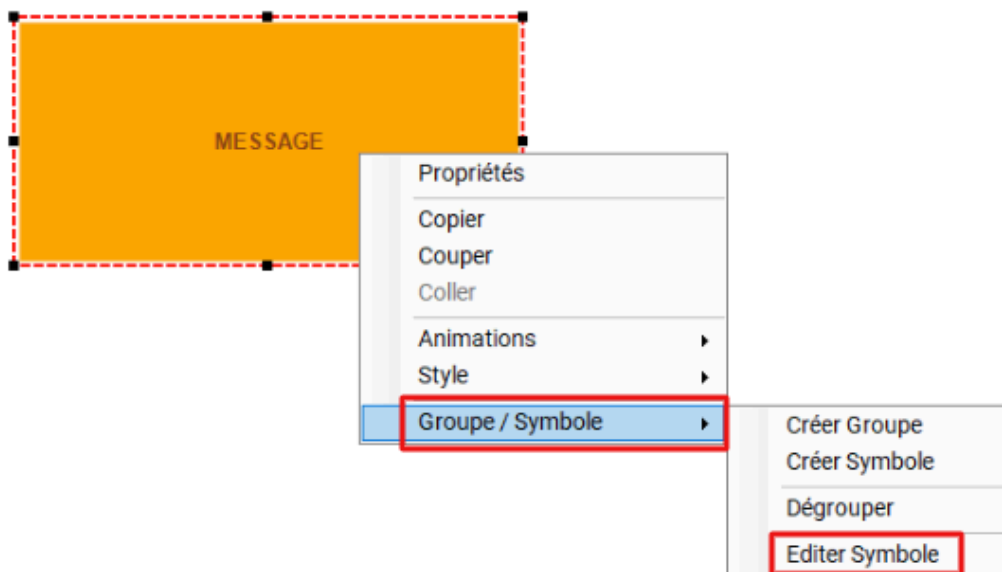 MESSAGE
Propriétés
Copier
Couper
Coller
Animations
Style
Groupe / Symbole
Créer Groupe
Créer Symbole
Dégrouper
Editer Symbole